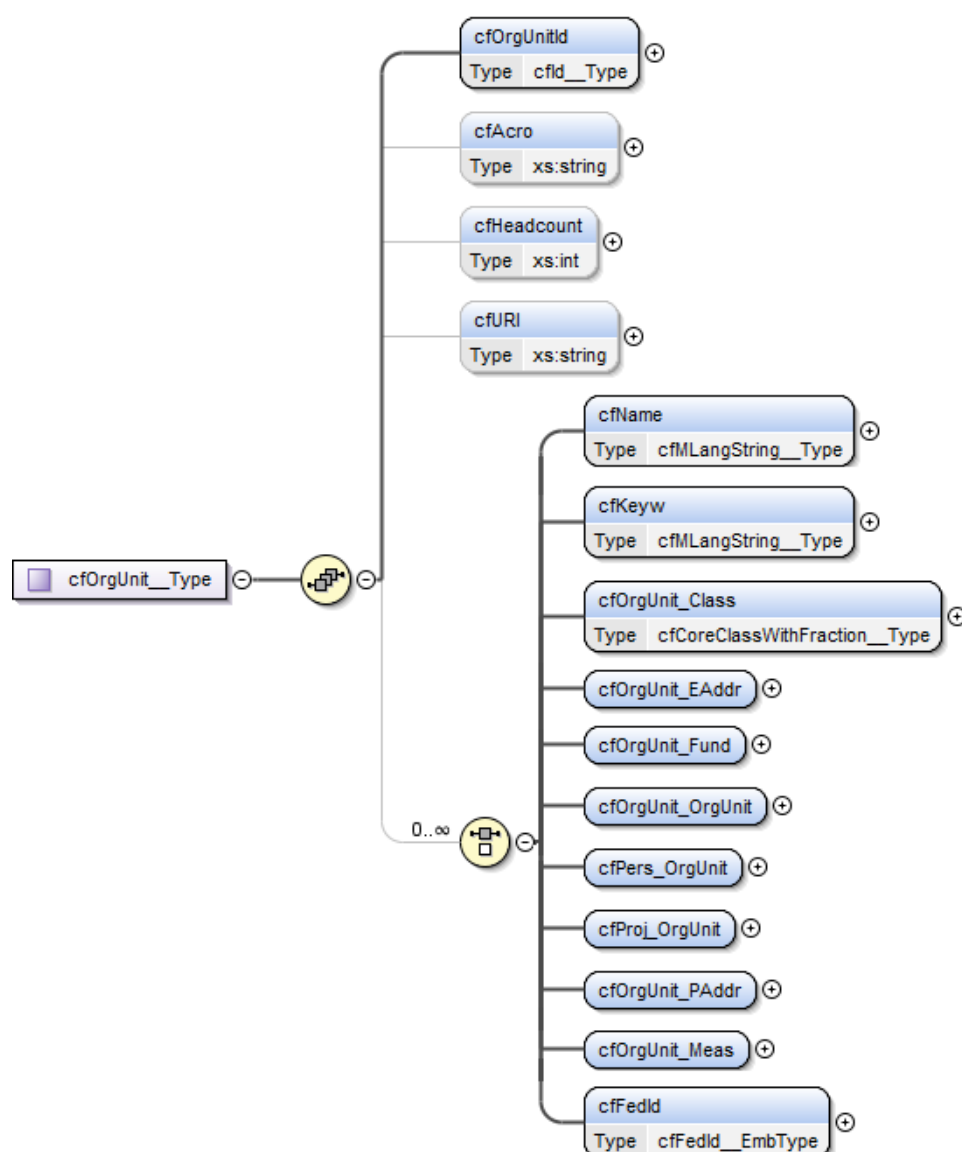 cfOrgUnitId
Type cfId__Type
cfAcro
Type xs:string
cfHeadcount
Type xs:int
cfURI
Type xs:string
cfName
Type cfMLangString__Type
cfKeyw
Type cfMLangString__Type
cfOrgUnit__Type
cfOrgUnit_Class
Type cfCoreClassWithFraction__Type
cfOrgUnit_EAddr
cfOrgUnit_Fund
cfOrgUnit_OrgUnit
0..∞
cfPers_OrgUnit
cfProj_OrgUnit
cfOrgUnit_PAddr
cfOrgUnit_Meas
cfFedId
Type cfFedId__EmbType